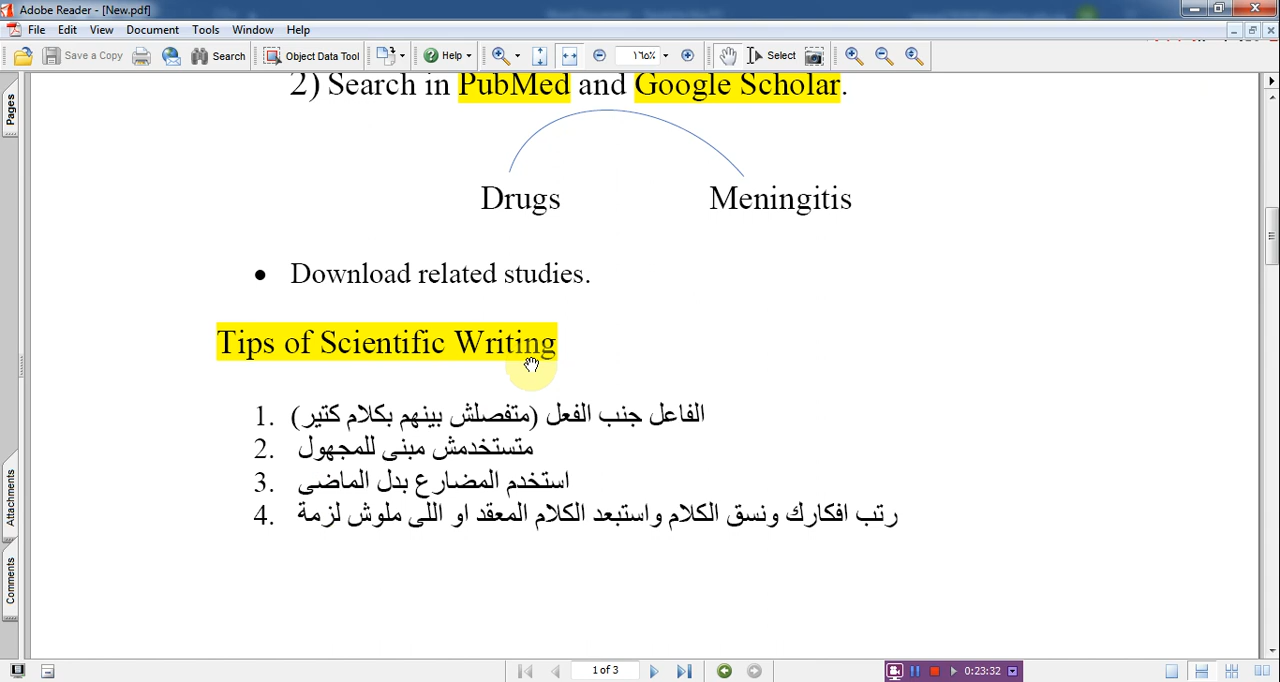 Adobe Reader - [New.pdf]
File Edit View Document Tools Window Help
Save a Copy Search Object Data Tool Help ١٦٥% Select
Pages
2) Search in PubMed and Google Scholar.
Drugs Meningitis
• Download related studies.
Tips of Scientific Writing
1. الفاعل جنب الفعل (متفصلش بينهم بكلام كتير)
2. متستخدمش مبنى للمجهول
3. استخدم المضارع بدل الماضى
4. رتب افكارك ونسق الكلام واستبعد الكلام المعقد او اللى ملوش لزمة
Attachments
Comments
1 of 3
0:23:32